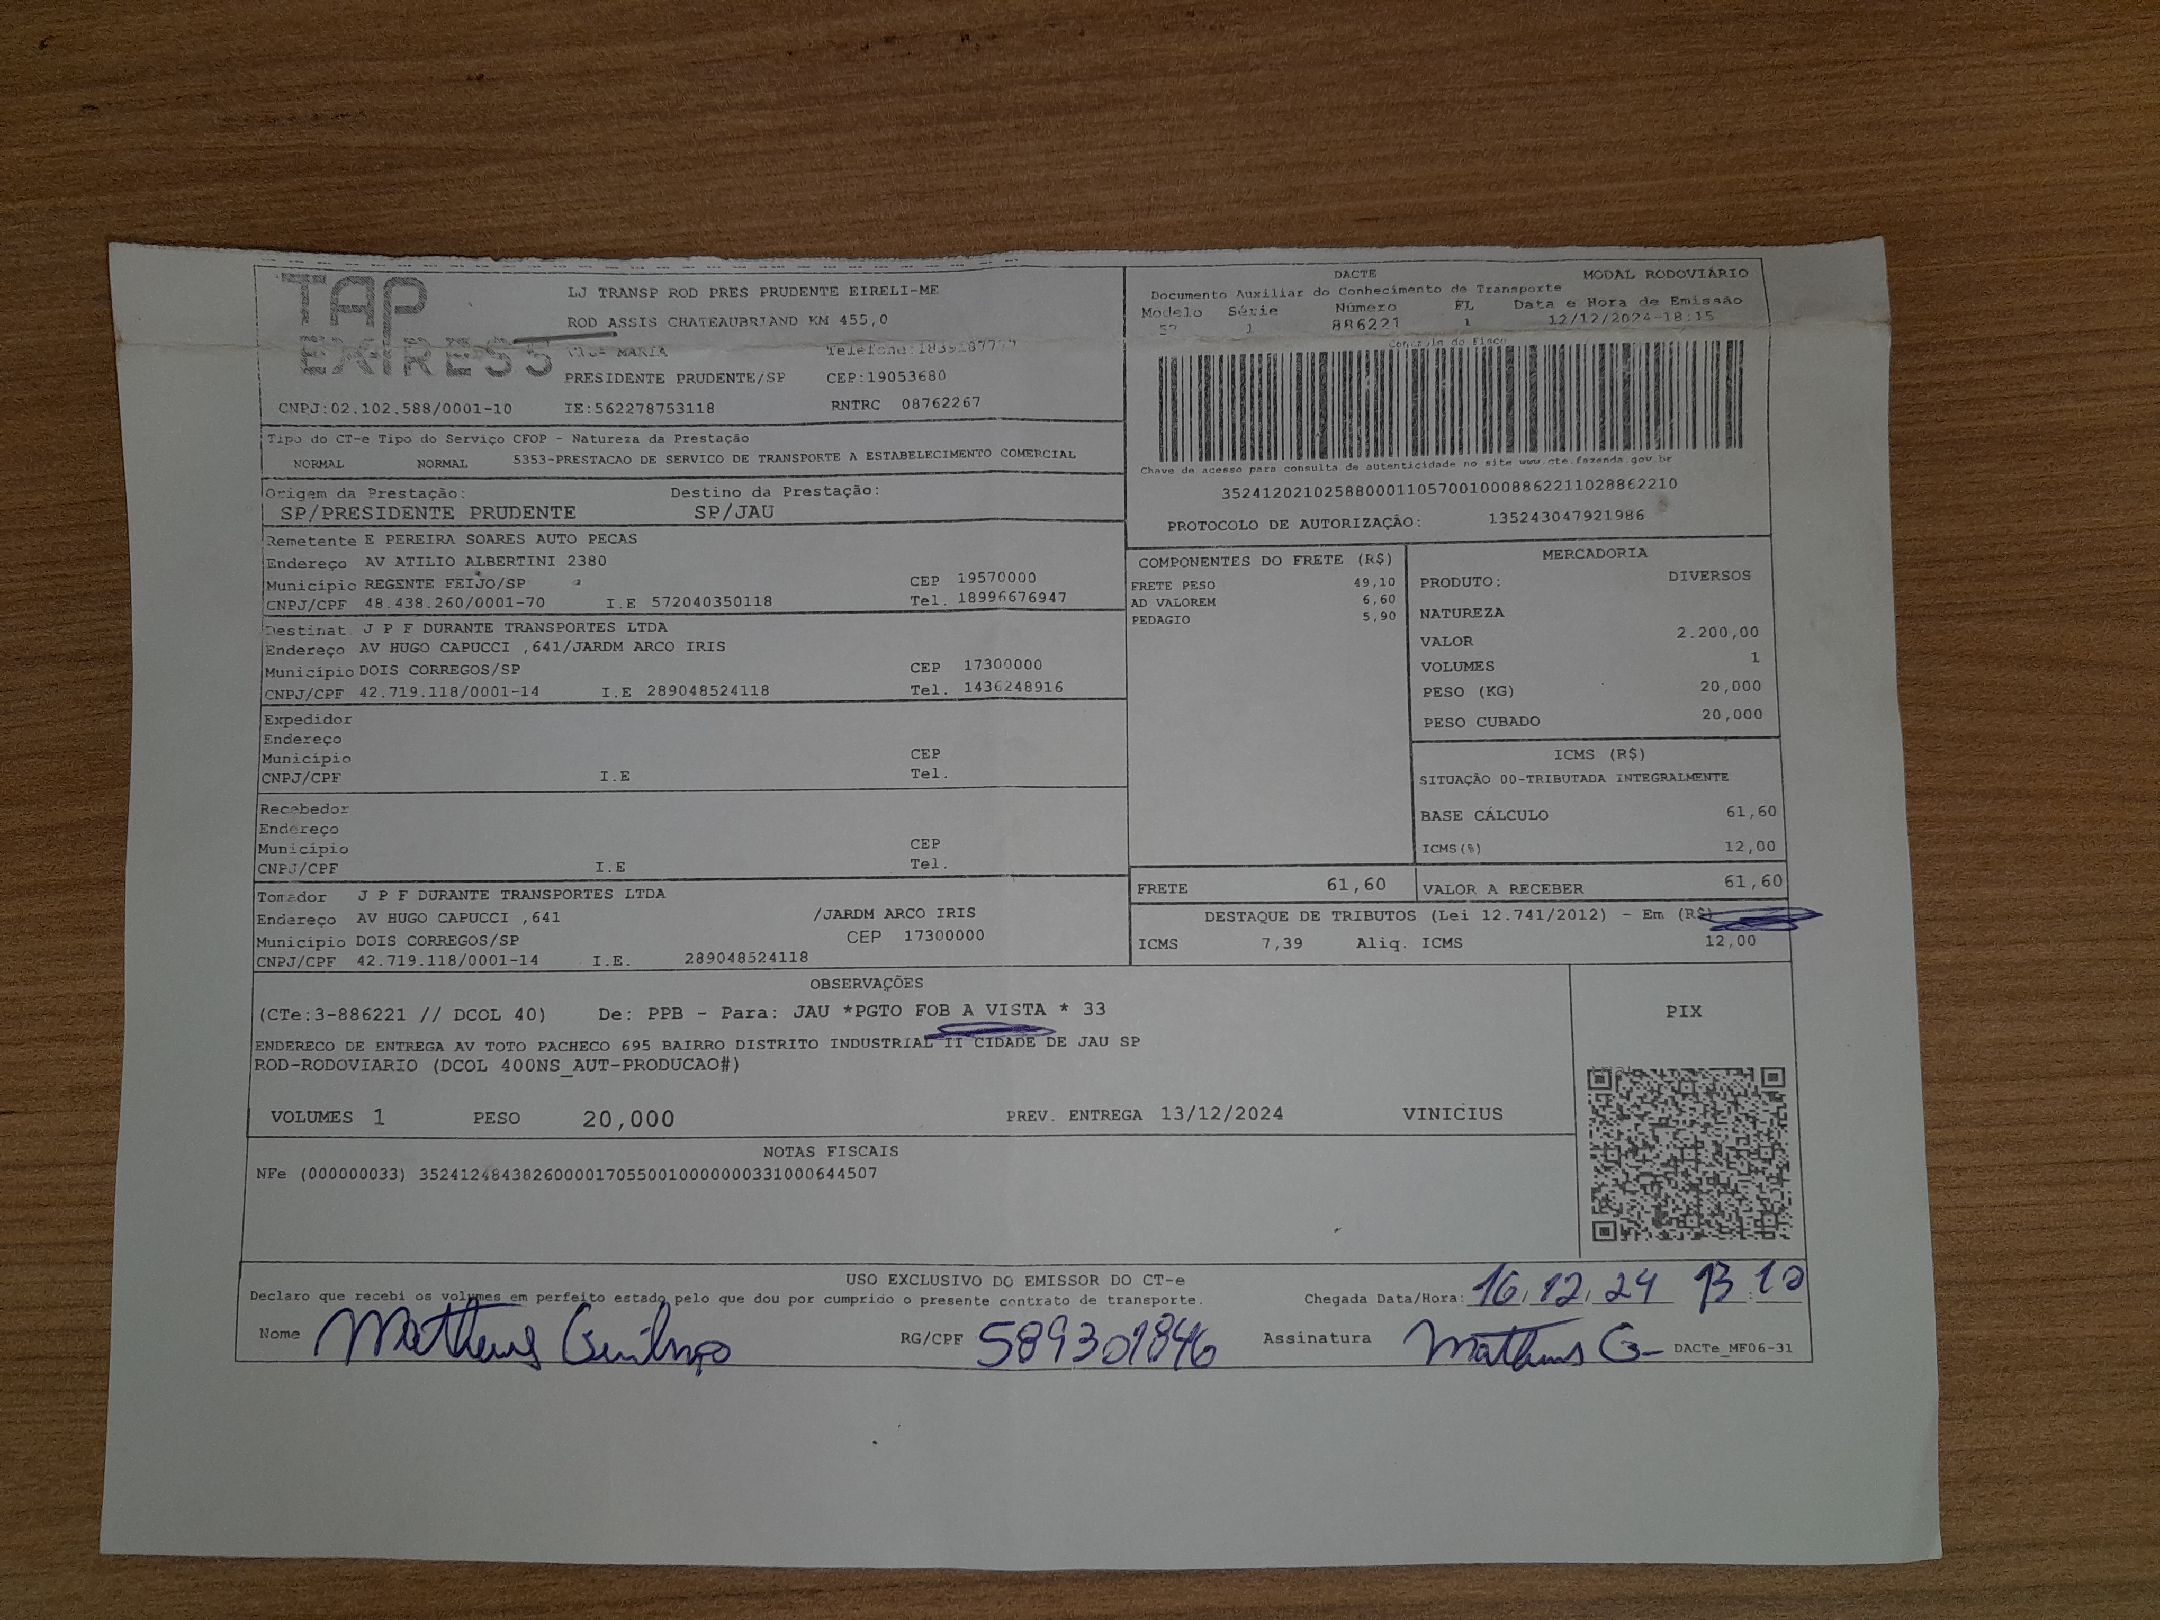 TAP
EXPRESS
LJ TRANSP ROD PRES PRUDENTE EIRELI-ME
ROD ASSIS CHATEAUBRIAND KM 455,0
MARIA
PRESIDENTE PRUDENTE/SP CEP:19053680
CNPJ:02.102.588/0001-10 IE:562278753118 RNTRC 08762267
DACTE MODAL RODOVIÁRIO
Documento Auxiliar do Conhecimento de Transporte
Modelo Série Número FL Data e Hora de Emissão
57 1 886221 1 12/12/2024-18:15
Controle do Fisco
Chave de acesso para consulta de autenticidade no site www.cte.fazenda.gov.br
35241202102588000110570010008862211028862210
PROTOCOLO DE AUTORIZAÇÃO: 135243047921986
Tipo do CT-e Tipo do Serviço CFOP - Natureza da Prestação
NORMAL NORMAL 5353-PRESTACAO DE SERVICO DE TRANSPORTE A ESTABELECIMENTO COMERCIAL
Origem da Prestação: Destino da Prestação:
SP/PRESIDENTE PRUDENTE SP/JAU
Remetente E PEREIRA SOARES AUTO PECAS
Endereço AV ATILIO ALBERTINI 2380
Município REGENTE FEIJO/SP CEP 19570000
CNPJ/CPF 48.438.260/0001-70 I.E 572040350118 Tel. 18996676947
Destinat J P F DURANTE TRANSPORTES LTDA
Endereço AV HUGO CAPUCCI ,641/JARDM ARCO IRIS
Município DOIS CORREGOS/SP CEP 17300000
CNPJ/CPF 42.719.118/0001-14 I.E 289048524118 Tel. 1436248916
Expedidor
Endereço
Município CEP
CNPJ/CPF I.E Tel.
Recebedor
Endereço
Município CEP
CNPJ/CPF I.E Tel.
Tomador J P F DURANTE TRANSPORTES LTDA
Endereço AV HUGO CAPUCCI ,641 /JARDM ARCO IRIS
Município DOIS CORREGOS/SP CEP 17300000
CNPJ/CPF 42.719.118/0001-14 I.E. 289048524118
COMPONENTES DO FRETE (R$)
FRETE PESO 49,10
AD VALOREM 6,60
PEDAGIO 5,90
MERCADORIA
PRODUTO: DIVERSOS
NATUREZA
VALOR 2.200,00
VOLUMES 1
PESO (KG) 20,000
PESO CUBADO 20,000
ICMS (R$)
SITUAÇÃO 00-TRIBUTADA INTEGRALMENTE
BASE CÁLCULO 61,60
ICMS(%) 12,00
FRETE 61,60 VALOR A RECEBER 61,60
DESTAQUE DE TRIBUTOS (Lei 12.741/2012) - Em (R$)
ICMS 7,39 Aliq. ICMS 12,00
OBSERVAÇÕES
(CTe:3-886221 // DCOL 40) De: PPB - Para: JAU *PGTO FOB A VISTA * 33
ENDERECO DE ENTREGA AV TOTO PACHECO 695 BAIRRO DISTRITO INDUSTRIAL II CIDADE DE JAU SP
ROD-RODOVIARIO (DCOL 400NS_AUT-PRODUCAO#)
VOLUMES 1 PESO 20,000 PREV. ENTREGA 13/12/2024 VINICIUS
PIX
NOTAS FISCAIS
NFe (000000033) 35241248438260000170550010000000331000644507
USO EXCLUSIVO DO EMISSOR DO CT-e
Declaro que recebi os volumes em perfeito estado pelo que dou por cumprido o presente contrato de transporte. Chegada Data/Hora: 16/12/24 13:10
Nome Matheus RG/CPF 589301846 Assinatura Matheus G DACTe_MF06-31